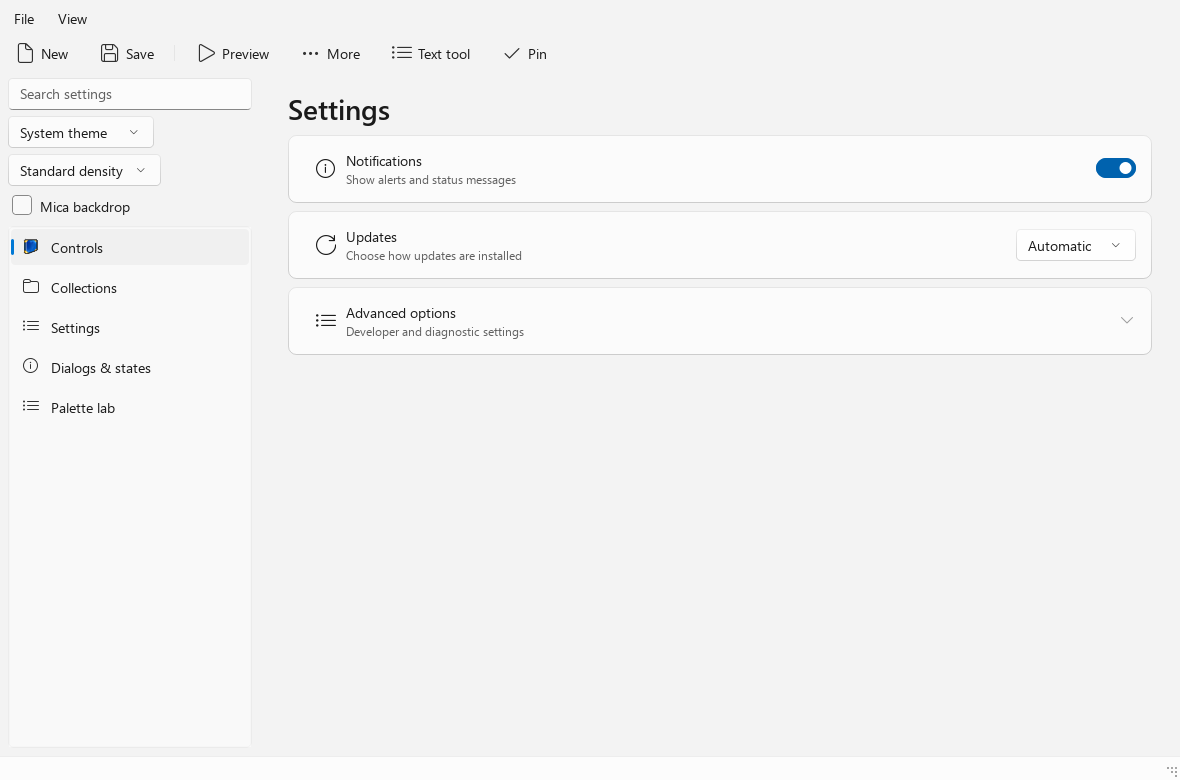 File View
New Save Preview More Text tool Pin
Search settings
System theme
Standard density
Mica backdrop
Controls
Collections
Settings
Dialogs & states
Palette lab
Settings
Notifications
Show alerts and status messages
Updates
Choose how updates are installed
Automatic
Advanced options
Developer and diagnostic settings